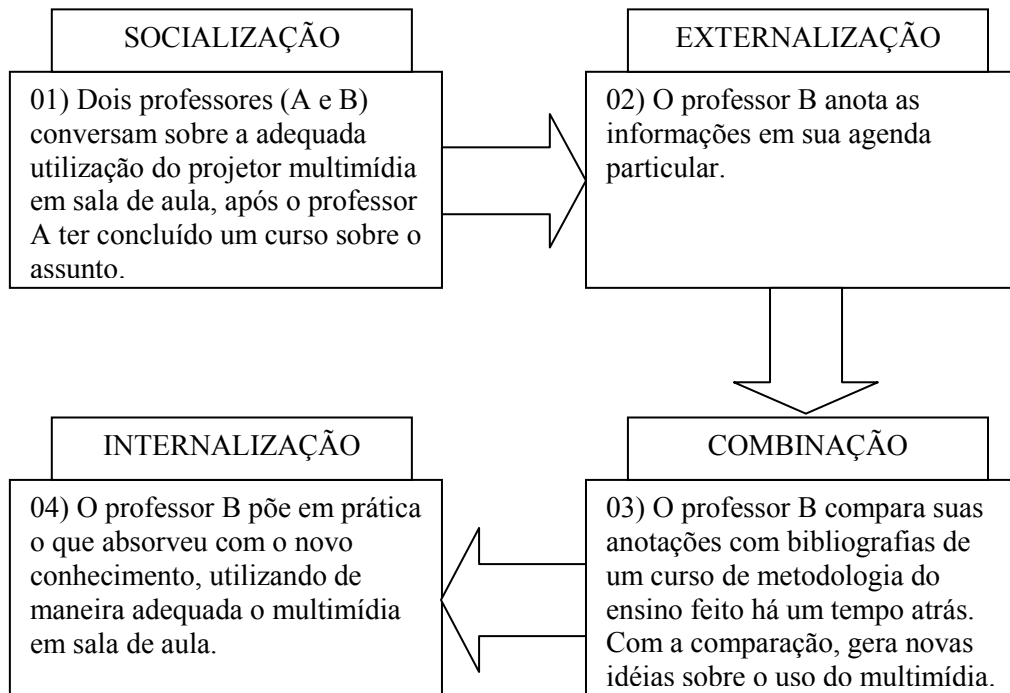 SOCIALIZAÇÃO
01) Dois professores (A e B)
conversam sobre a adequada
utilização do projetor multimídia
em sala de aula, após o professor
A ter concluído um curso sobre o
assunto.
EXTERNALIZAÇÃO
02) O professor B anota as
informações em sua agenda
particular.
COMBINAÇÃO
03) O professor B compara suas
anotações com bibliografias de
um curso de metodologia do
ensino feito há um tempo atrás.
Com a comparação, gera novas
idéias sobre o uso do multimídia.
INTERNALIZAÇÃO
04) O professor B põe em prática
o que absorveu com o novo
conhecimento, utilizando de
maneira adequada o multimídia
em sala de aula.